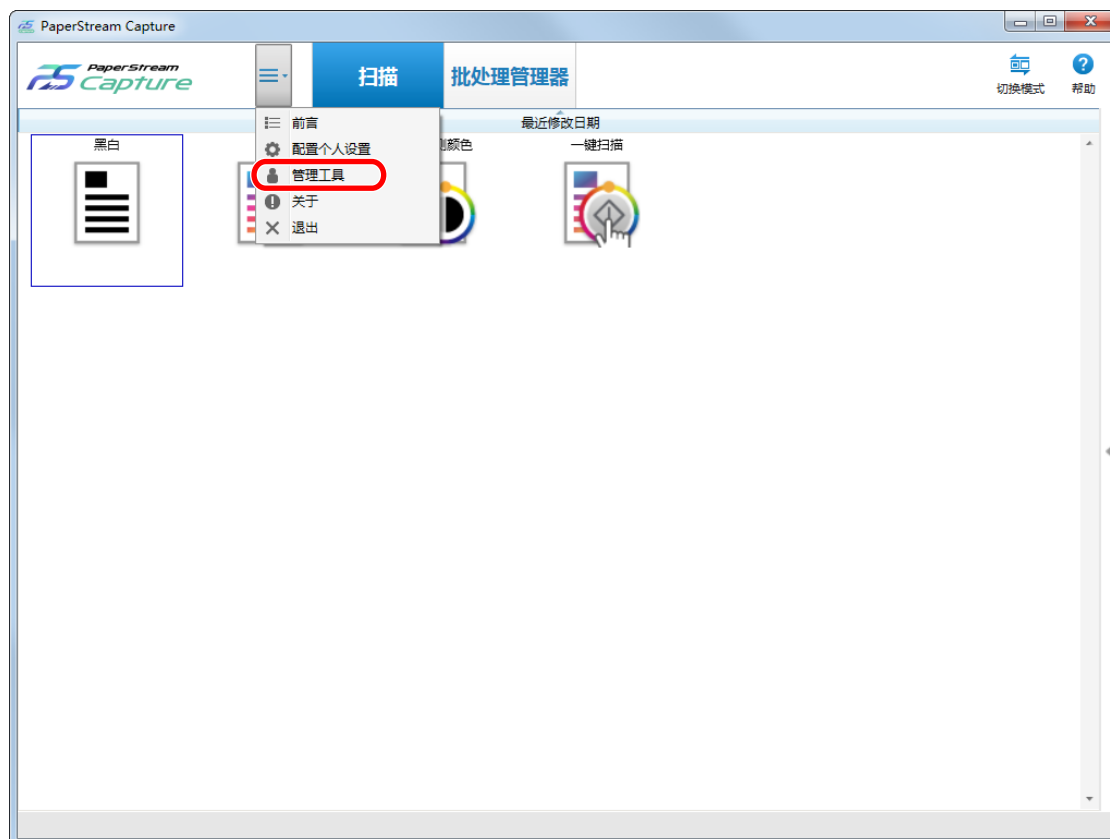 PaperStream Capture
PaperStream
Capture
扫描
批处理管理器
切换模式
帮助
前言
配置个人设置
管理工具
关于
退出
最近修改日期
黑白
颜色
一键扫描